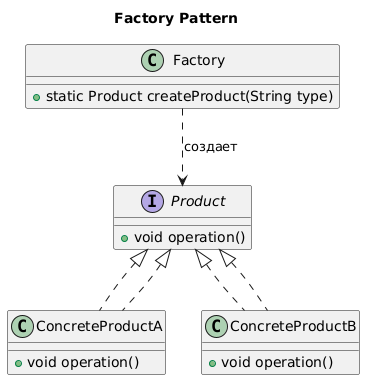 Factory Pattern
C Factory
static Product createProduct(String type)
создает
I Product
void operation()
C ConcreteProductA
void operation()
C ConcreteProductB
void operation()